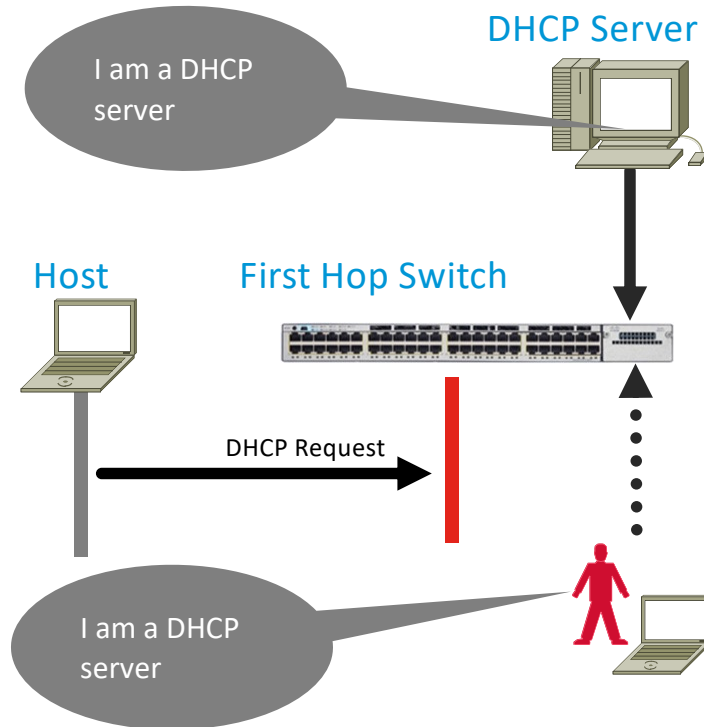 DHCP Server
I am a DHCP
server
Host
First Hop Switch
DHCP Request
I am a DHCP
server